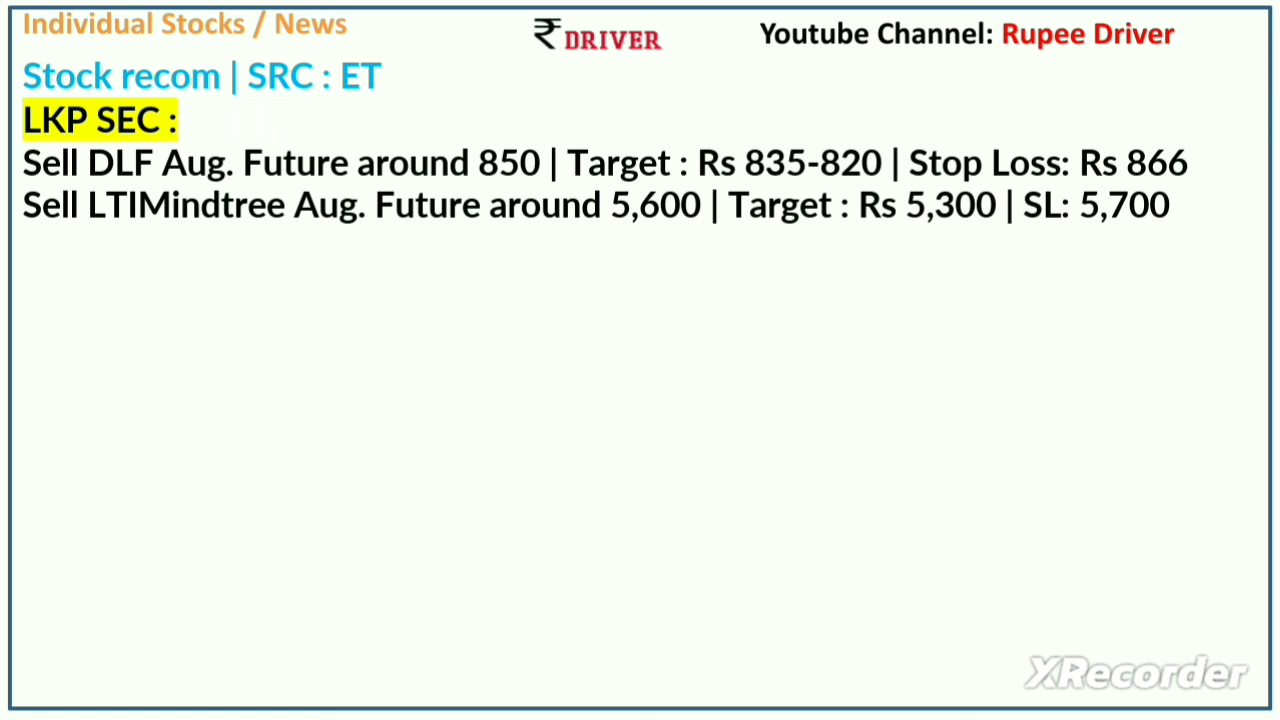 Individual Stocks / News
₹ DRIVER
Youtube Channel: Rupee Driver
Stock recom | SRC : ET
LKP SEC :
Sell DLF Aug. Future around 850 | Target : Rs 835-820 | Stop Loss: Rs 866
Sell LTIMindtree Aug. Future around 5,600 | Target : Rs 5,300 | SL: 5,700
XRecorder